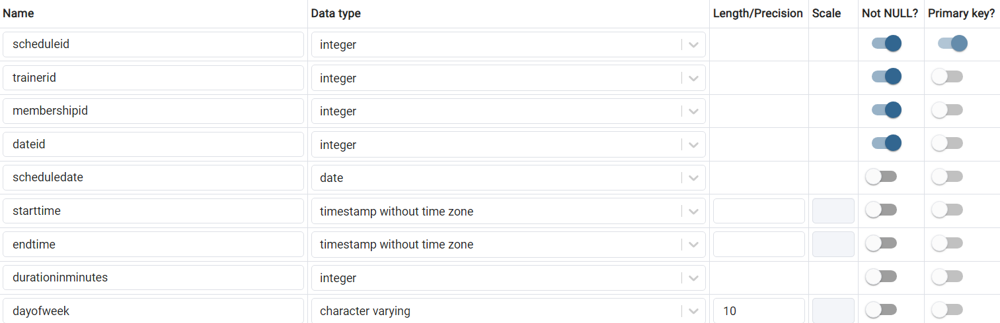 Name Data type Length/Precision Scale Not NULL? Primary key?
scheduleid integer
trainerid integer
membershipid integer
dateid integer
scheduledate date
starttime timestamp without time zone
endtime timestamp without time zone
durationinminutes integer
dayofweek character varying 10